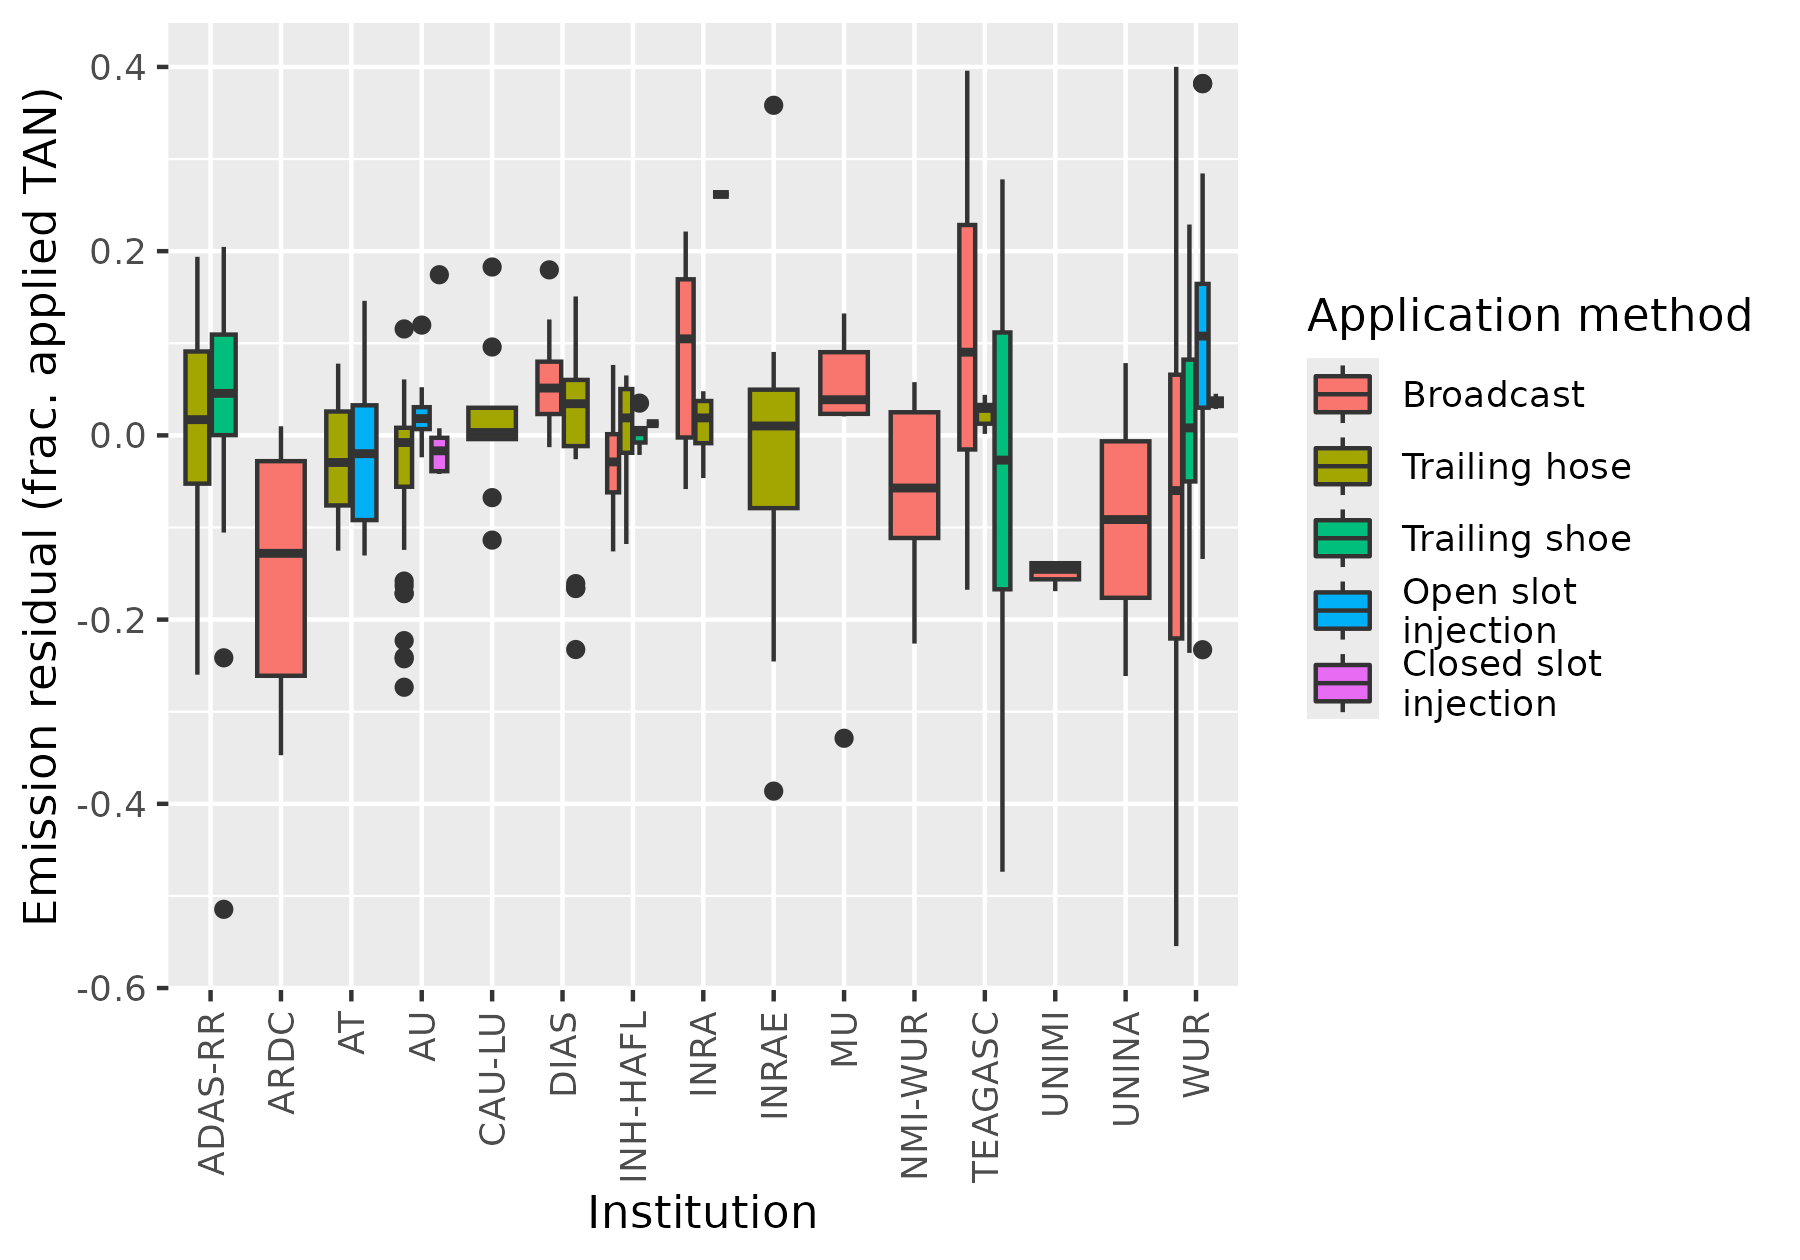 Emission residual (frac. applied TAN)
0.4
0.2
0.0
-0.2
-0.4
-0.6
ADAS-RR
ARDC
AT
AU
CAU-LU
DIAS
INH-HAFL
INRA
INRAE
MU
NMI-WUR
TEAGASC
UNIMI
UNINA
WUR
Institution
Application method
Broadcast
Trailing hose
Trailing shoe
Open slot
injection
Closed slot
injection